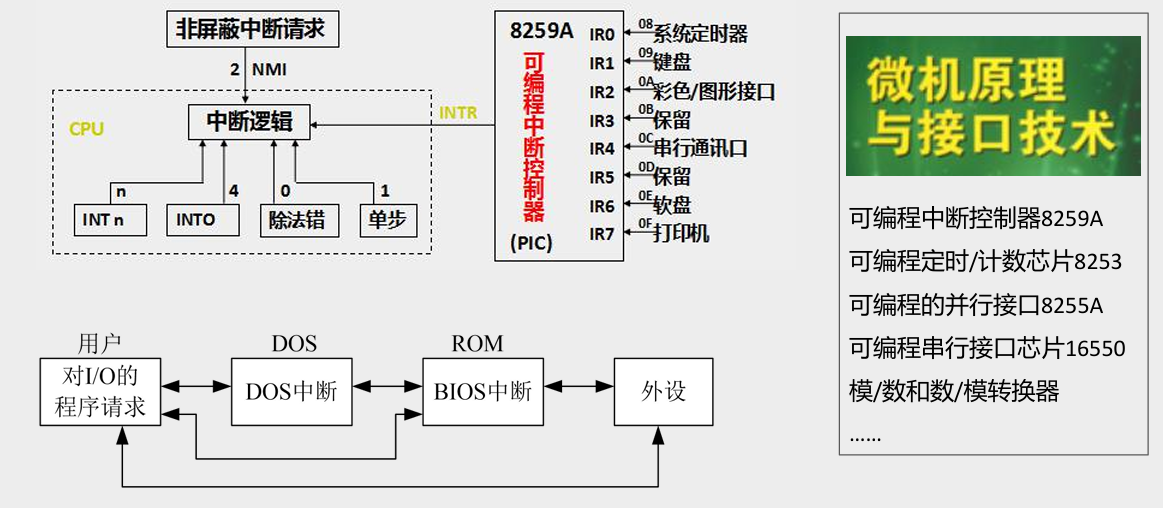 非屏蔽中断请求
2 NMI
CPU
中断逻辑
INTR
n
4
0
1
INT n
INTO
除法错
单步
8259A
可编程中断控制器
(PIC)
IR0 08 系统定时器
IR1 09 键盘
IR2 0A 彩色/图形接口
IR3 0B 保留
IR4 0C 串行通讯口
IR5 0D 保留
IR6 0E 软盘
IR7 0F 打印机
用户
DOS
ROM
对I/O的
程序请求
DOS中断
BIOS中断
外设
微机原理
与接口技术
可编程中断控制器8259A
可编程定时/计数芯片8253
可编程的并行接口8255A
可编程串行接口芯片16550
模/数和数/模转换器
……